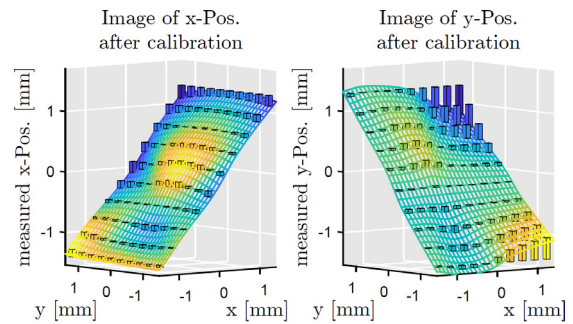 Image of x-Pos.
after calibration
measured x-Pos. [mm]
1
0
-1
1
0
-1
-1
0
1
y [mm]
x [mm]
Image of y-Pos.
after calibration
measured y-Pos. [mm]
1
0
-1
1
0
-1
-1
0
1
y [mm]
x [mm]